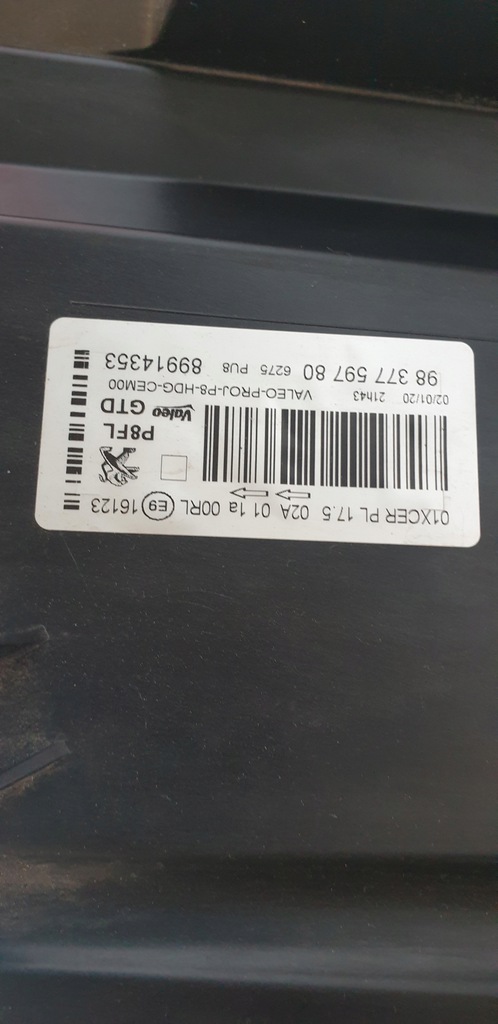 01XCER PL 17.5 02A 01 1a 00RL E9 16123
P8FL
Valeo GTD
02/01/20 21h43 VALEO-PROJ-P8-HDG-CEM00
98 377 597 80 6275 PU8 89914353